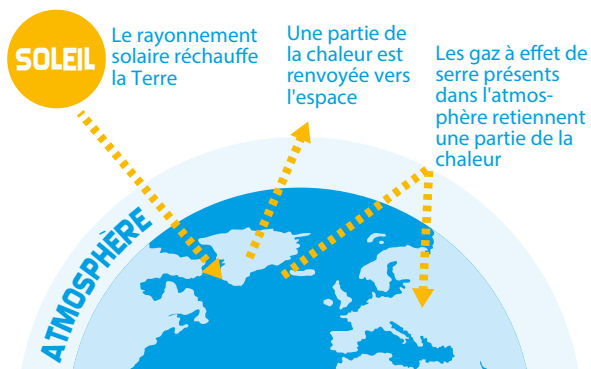 SOLEIL
Le rayonnement
solaire réchauffe
la Terre
Une partie de
la chaleur est
renvoyée vers
l'espace
Les gaz à effet de
serre présents
dans l'atmos-
phère retiennent
une partie de la
chaleur
ATMOSPHÈRE